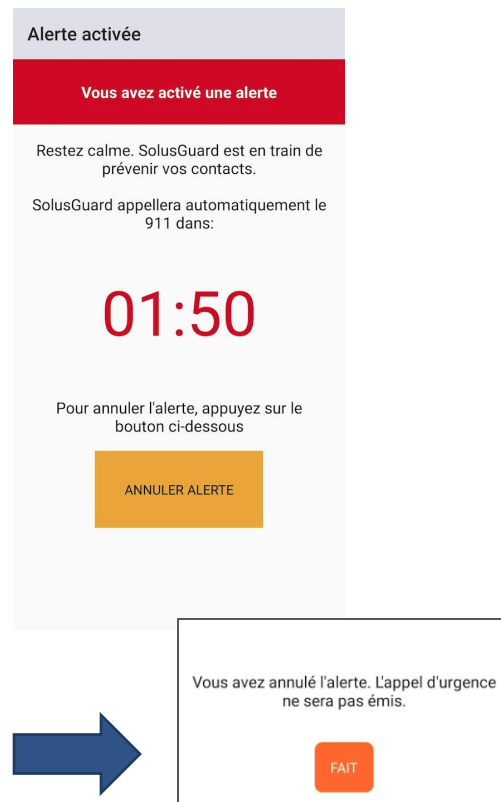 Alerte activée
Vous avez activé une alerte
Restez calme. SolusGuard est en train de
prévenir vos contacts.
SolusGuard appellera automatiquement le
911 dans:
01:50
Pour annuler l'alerte, appuyez sur le
bouton ci-dessous
ANNULER ALERTE
Vous avez annulé l'alerte. L'appel d'urgence
ne sera pas émis.
FAIT